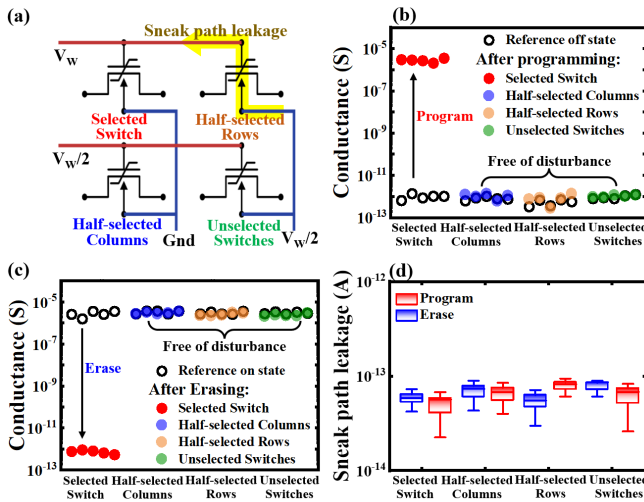 (a)
Sneak path leakage
V_W
Selected
Switch
Half-selected
Rows
V_W/2
Half-selected
Columns
Gnd
Unselected
Switches
V_W/2
(b)
Conductance (S)
10^-5
10^-7
10^-9
10^-11
10^-13
Reference off state
After programming:
Selected Switch
Half-selected Columns
Half-selected Rows
Unselected Switches
Program
Free of disturbance
Selected
Switch
Half-selected
Columns
Half-selected
Rows
Unselected
Switches
(c)
Conductance (S)
10^-5
10^-7
10^-9
10^-11
10^-13
Erase
Free of disturbance
Reference on state
After Erasing:
Selected Switch
Half-selected Columns
Half-selected Rows
Unselected Switches
Selected
Switch
Half-selected
Columns
Half-selected
Rows
Unselected
Switches
(d)
Sneak path leakage (A)
10^-12
10^-13
10^-14
Program
Erase
Selected
Switch
Half-selected
Columns
Half-selected
Rows
Unselected
Switches